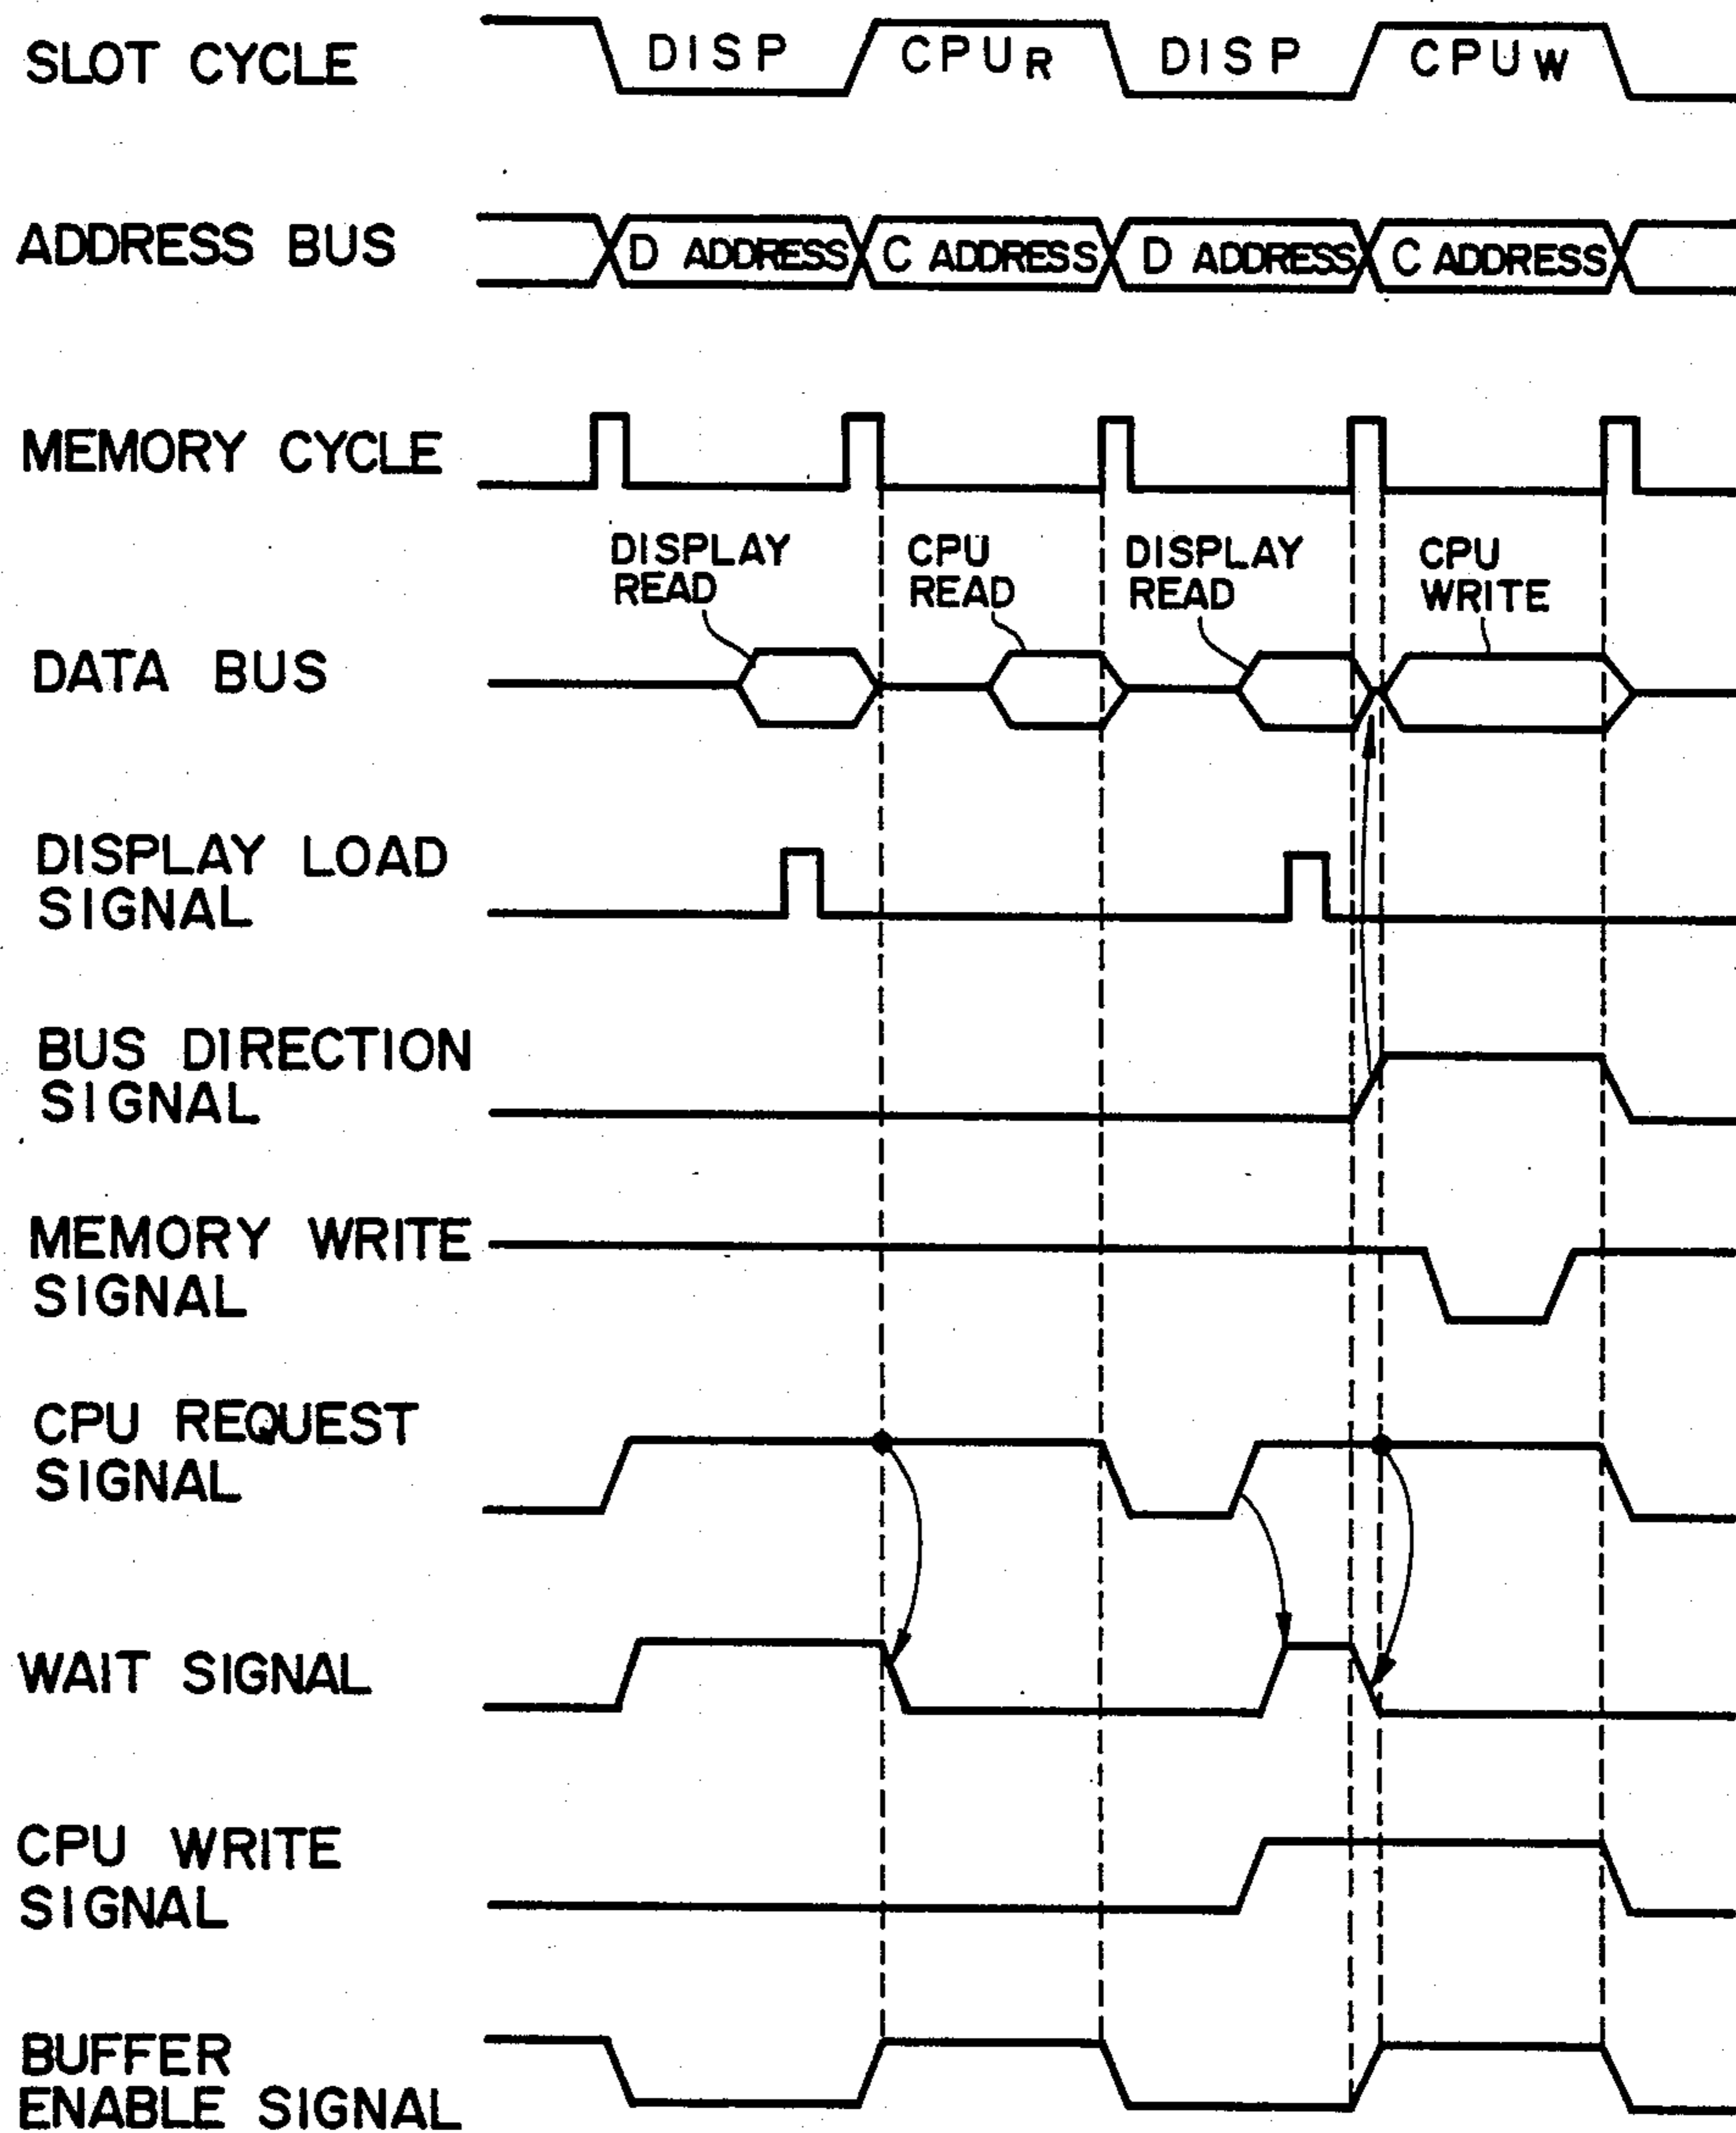 SLOT CYCLE
DISP CPUR DISP CPUW
ADDRESS BUS
D ADDRESS C ADDRESS D ADDRESS C ADDRESS
MEMORY CYCLE
DISPLAY
READ
CPU
READ
DISPLAY
READ
CPU
WRITE
DATA BUS
DISPLAY LOAD
SIGNAL
BUS DIRECTION
SIGNAL
MEMORY WRITE
SIGNAL
CPU REQUEST
SIGNAL
WAIT SIGNAL
CPU WRITE
SIGNAL
BUFFER
ENABLE SIGNAL